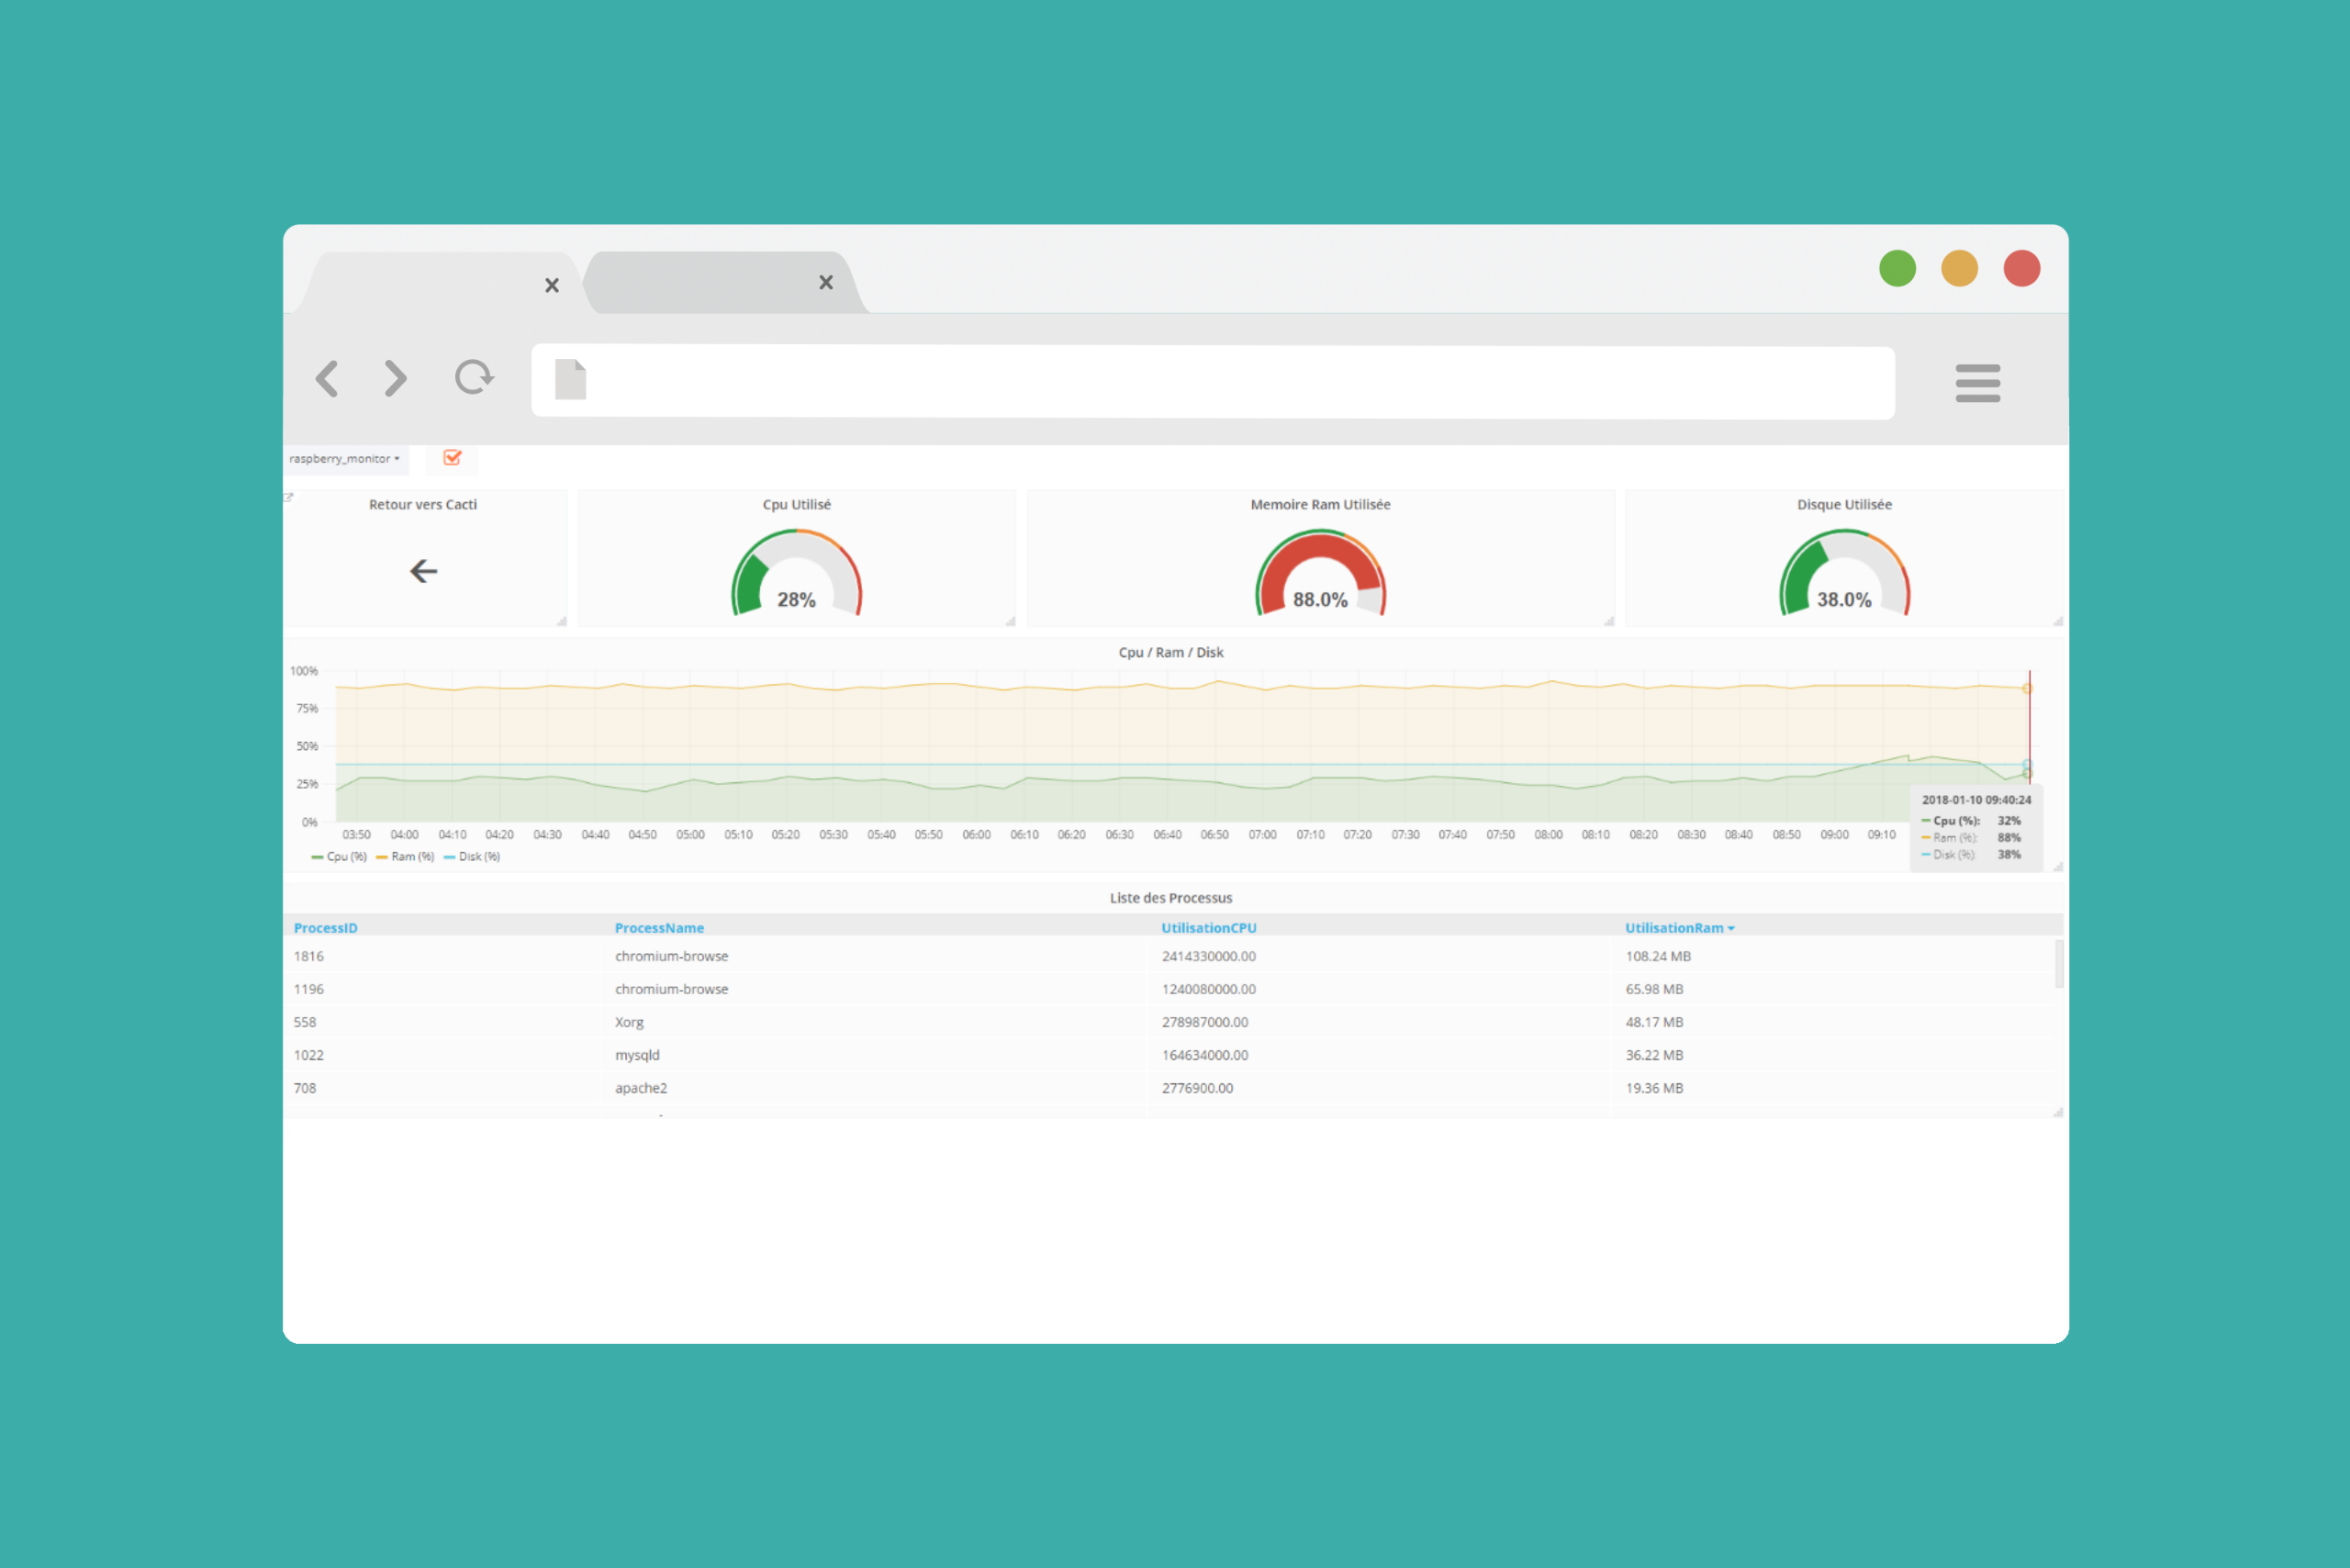 raspberry_monitor
Retour vers Cacti
Cpu Utilisé
Memoire Ram Utilisée
Disque Utilisée
28%
88.0%
38.0%
Cpu / Ram / Disk
100%
75%
50%
25%
0%
03:50 04:00 04:10 04:20 04:30 04:40 04:50 05:00 05:10 05:20 05:30 05:40 05:50 06:00 06:10 06:20 06:30 06:40 06:50 07:00 07:10 07:20 07:30 07:40 07:50 08:00 08:10 08:20 08:30 08:40 08:50 09:00 09:10
Cpu (%) Ram (%) Disk (%)
2018-01-10 09:40:24
Cpu (%): 32%
Ram (%): 88%
Disk (%): 38%
Liste des Processus
ProcessID ProcessName UtilisationCPU UtilisationRam
1816 chromium-browse 2414330000.00 108.24 MB
1196 chromium-browse 1240080000.00 65.98 MB
558 Xorg 278987000.00 48.17 MB
1022 mysqld 164634000.00 36.22 MB
708 apache2 2776900.00 19.36 MB